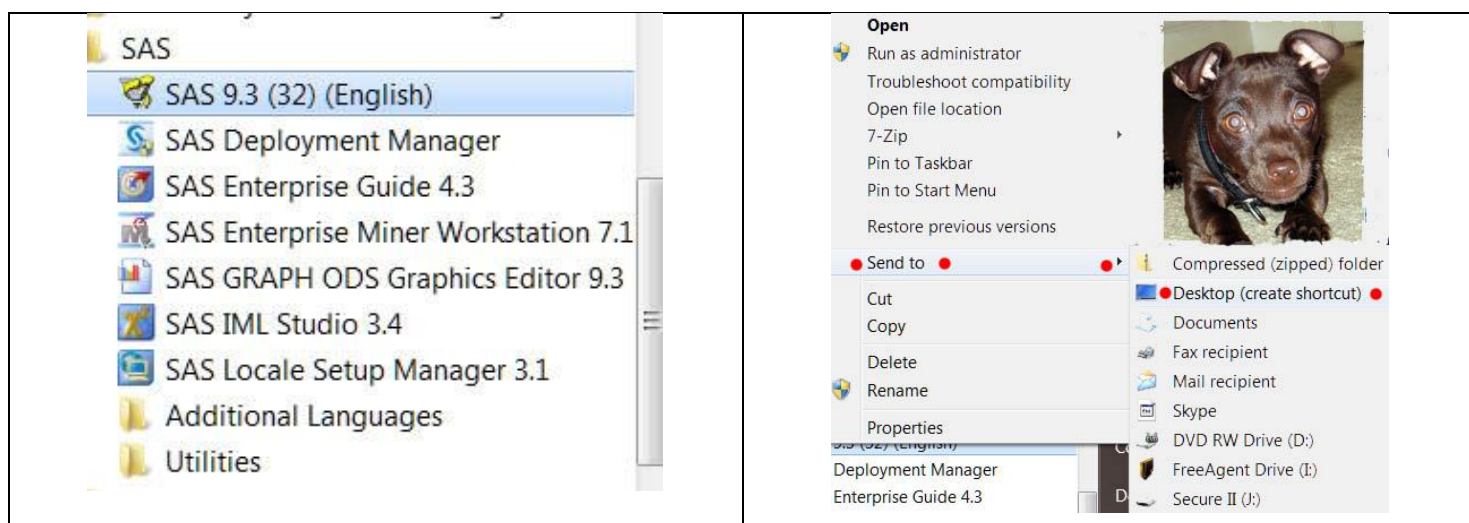 SAS
SAS 9.3 (32) (English)
SAS Deployment Manager
SAS Enterprise Guide 4.3
SAS Enterprise Miner Workstation 7.1
SAS GRAPH ODS Graphics Editor 9.3
SAS IML Studio 3.4
SAS Locale Setup Manager 3.1
Additional Languages
Utilities
Open
Run as administrator
Troubleshoot compatibility
Open file location
7-Zip
Pin to Taskbar
Pin to Start Menu
Restore previous versions
Send to
Cut
Copy
Delete
Rename
Properties
9.3 (32) (English)
Deployment Manager
Enterprise Guide 4.3
Compressed (zipped) folder
Desktop (create shortcut)
Documents
Fax recipient
Mail recipient
Skype
DVD RW Drive (D:)
FreeAgent Drive (I:)
Secure II (J:)